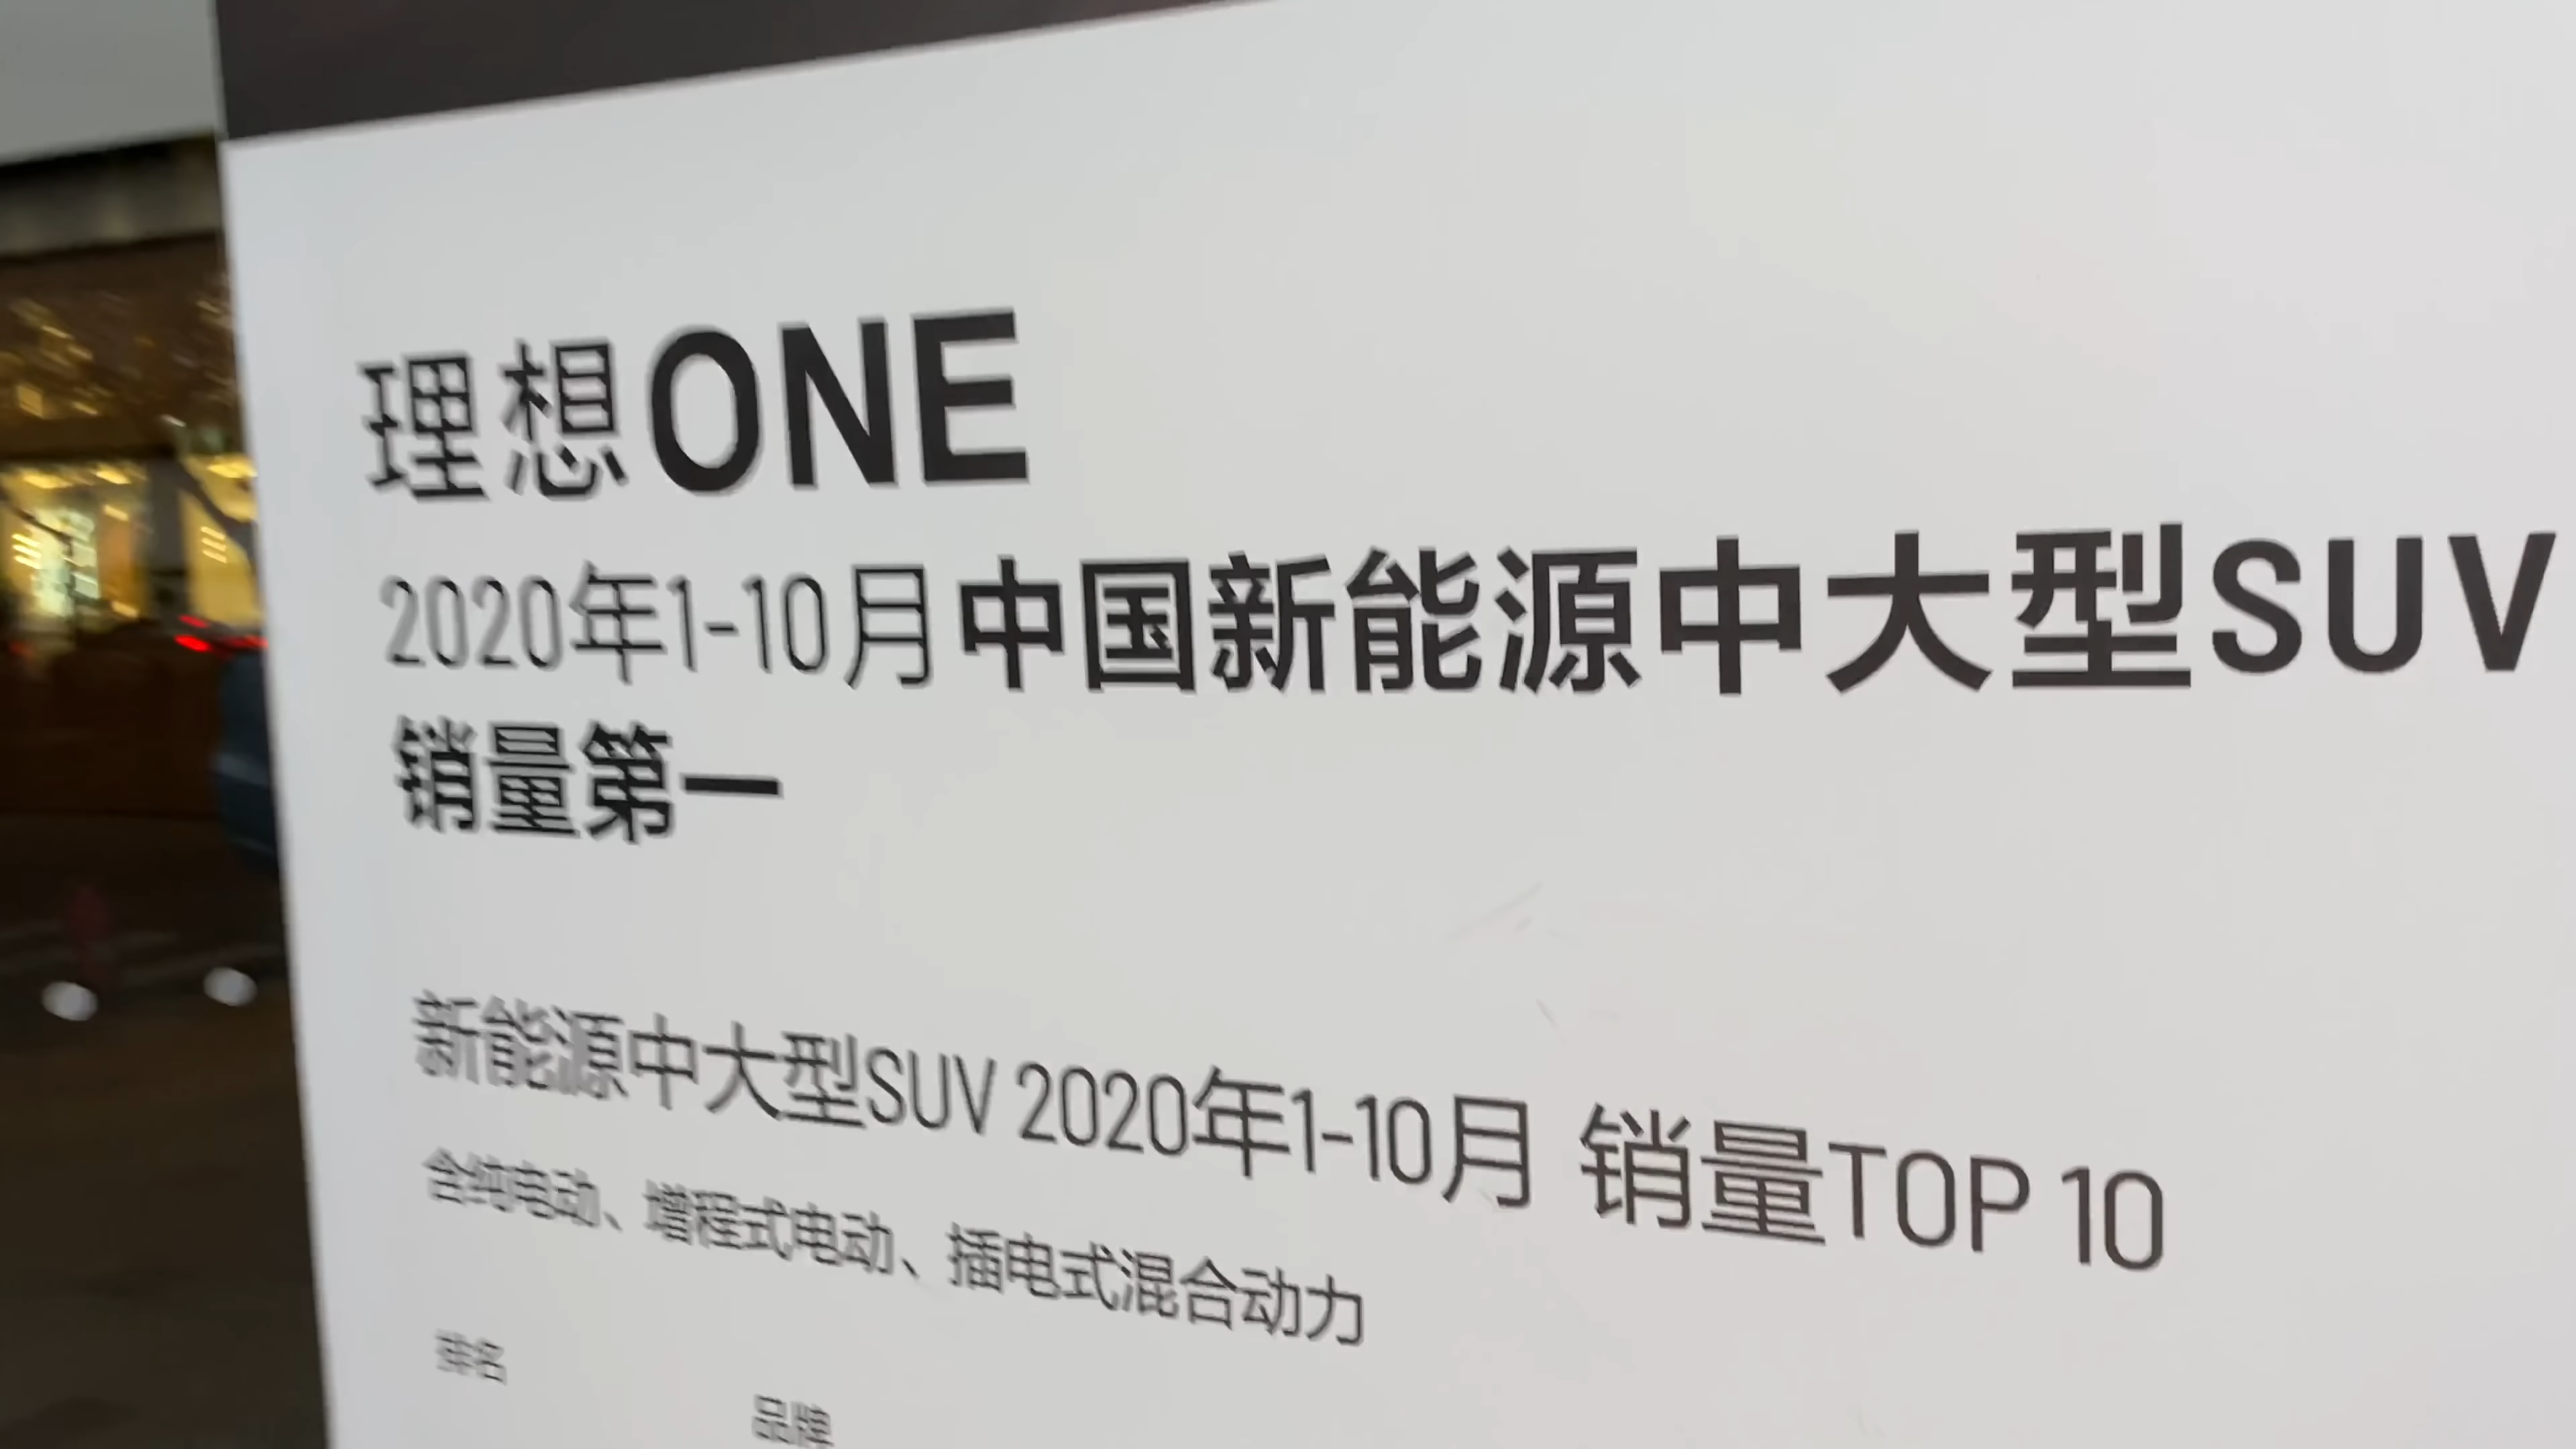 理想ONE
2020年1-10月中国新能源中大型SUV
销量第一
新能源中大型SUV 2020年1-10月 销量TOP 10
含纯电动、增程式电动、插电式混合动力
排名
品牌